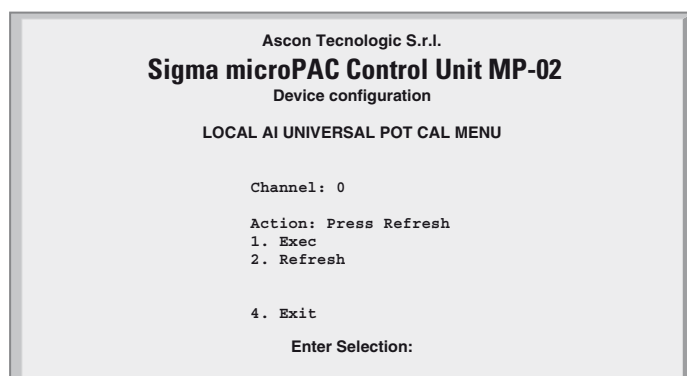 Ascon Tecnologic S.r.l.
Sigma microPAC Control Unit MP-02
Device configuration
LOCAL AI UNIVERSAL POT CAL MENU
Channel: 0
Action: Press Refresh
1. Exec
2. Refresh
4. Exit
Enter Selection: